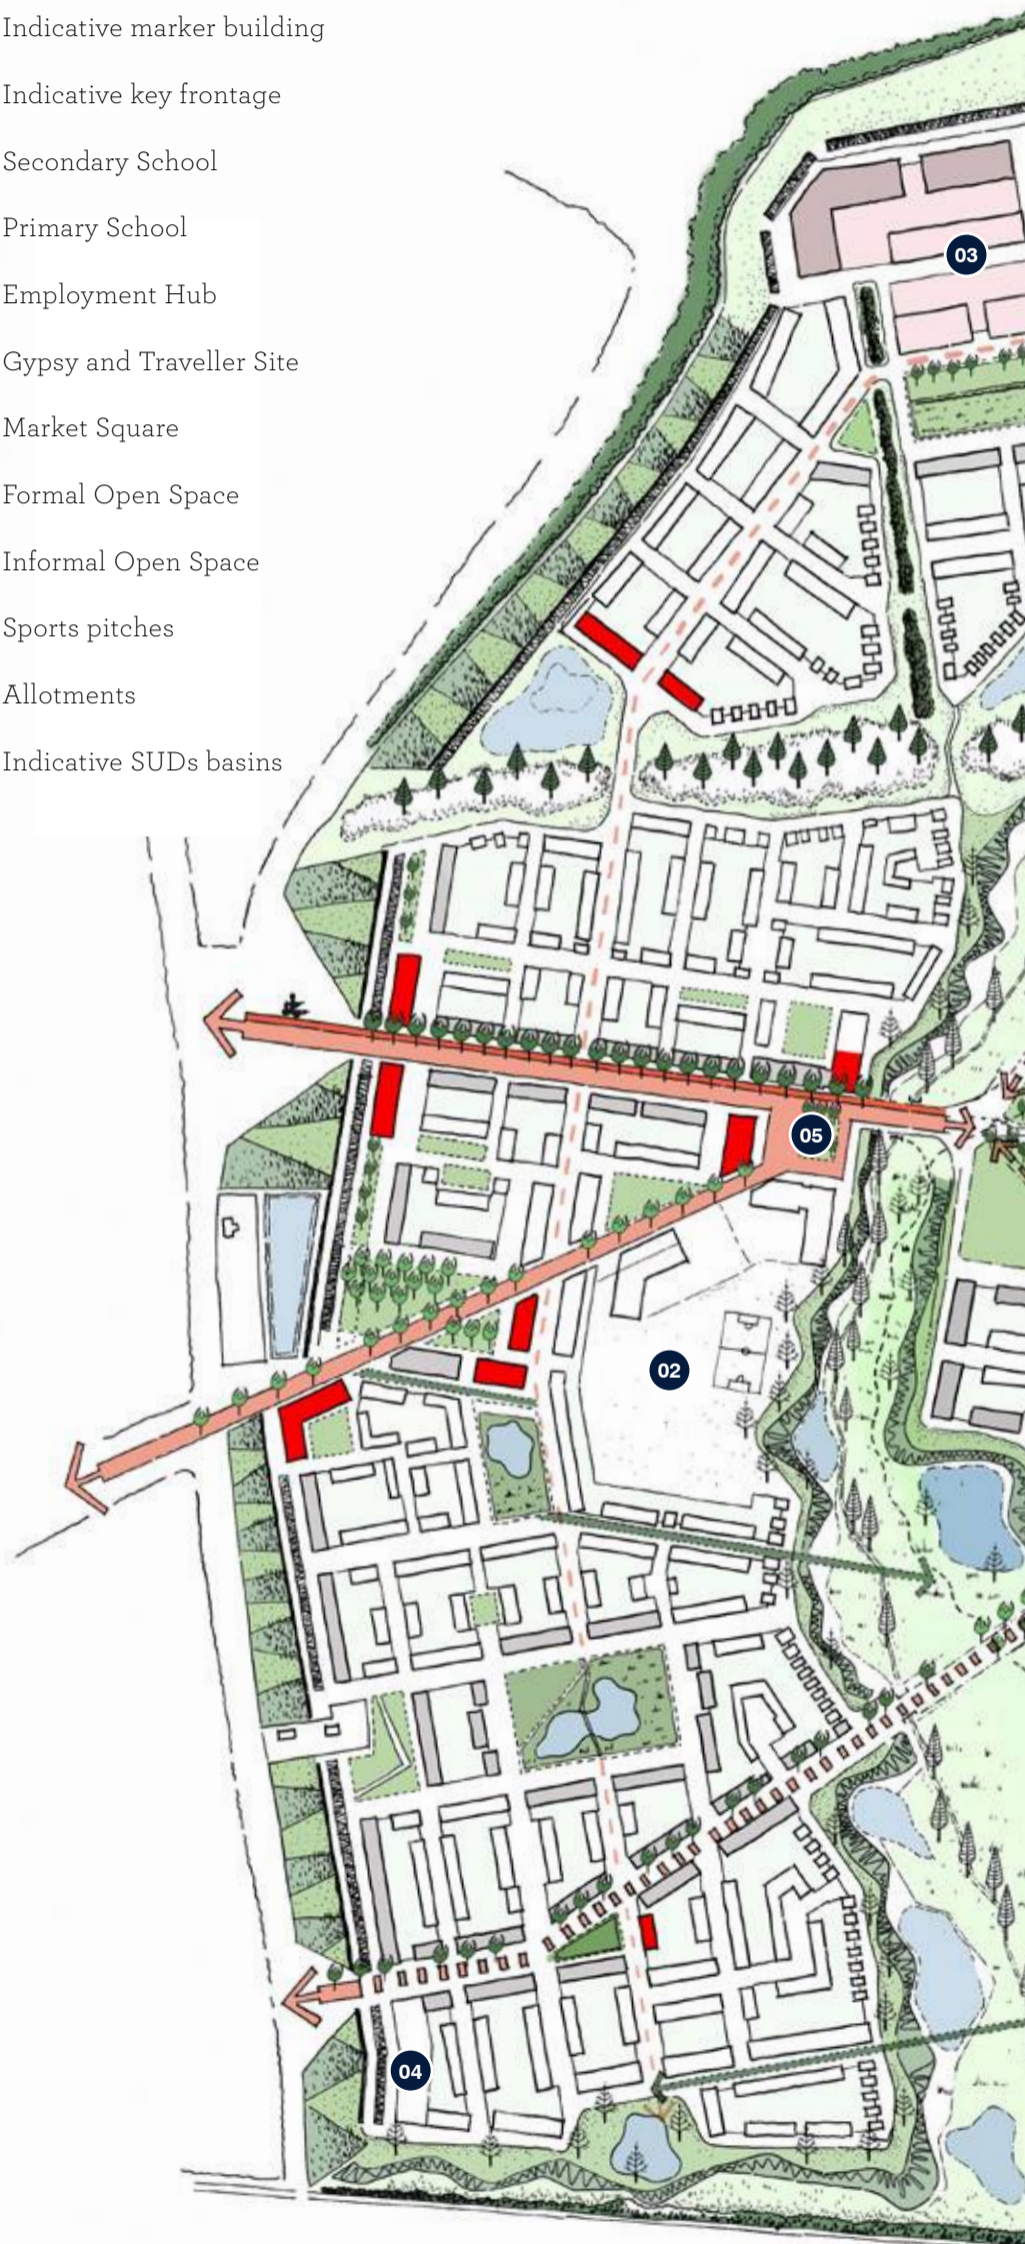 Indicative marker building
Indicative key frontage
Secondary School
Primary School
Employment Hub
Gypsy and Traveller Site
Market Square
Formal Open Space
Informal Open Space
Sports pitches
Allotments
Indicative SUDs basins
03
05
02
04